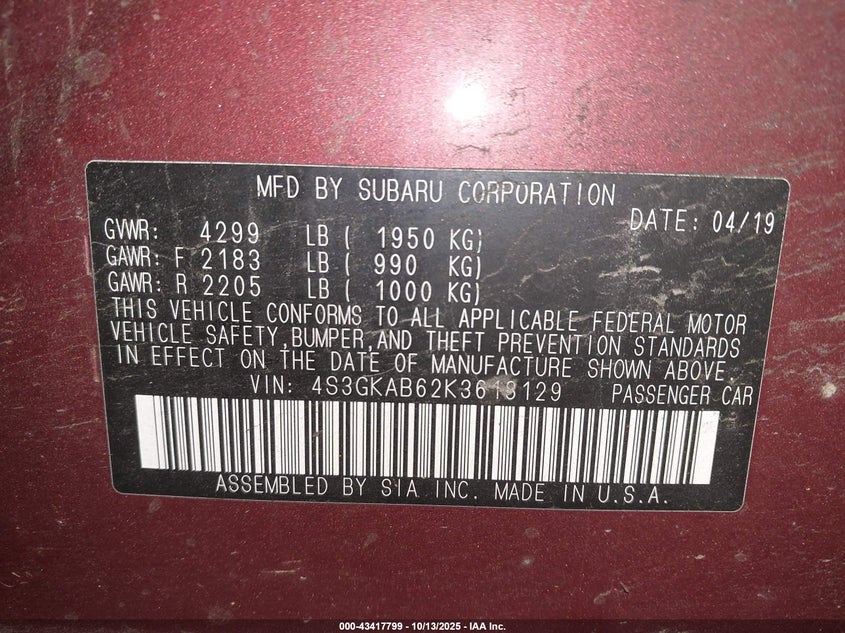 MFD BY SUBARU CORPORATION
DATE: 04/19
GVWR: 4299 LB ( 1950 KG)
GAWR: F 2183 LB ( 990 KG)
GAWR: R 2205 LB ( 1000 KG)
THIS VEHICLE CONFORMS TO ALL APPLICABLE FEDERAL MOTOR
VEHICLE SAFETY,BUMPER,AND THEFT PREVENTION STANDARDS
IN EFFECT ON THE DATE OF MANUFACTURE SHOWN ABOVE.
VIN: 4S3GKAB62K3618129 PASSENGER CAR
ASSEMBLED BY SIA INC. MADE IN U.S.A.
000-43417799 - 10/13/2025 - IAA Inc.